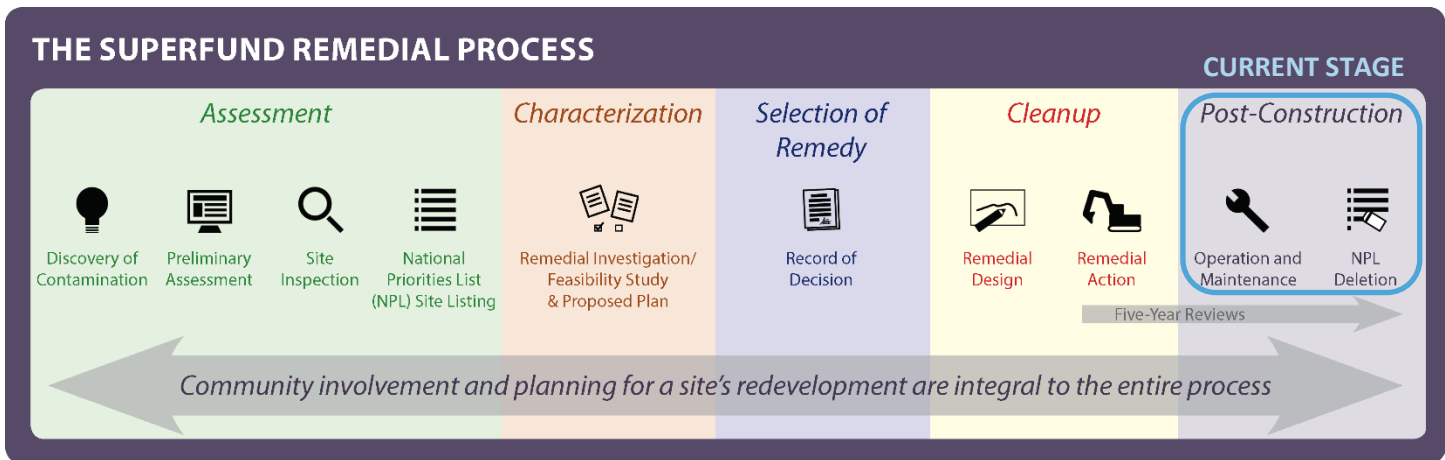 THE SUPERFUND REMEDIAL PROCESS
CURRENT STAGE
Assessment
Characterization
Selection of
Remedy
Cleanup
Post-Construction
Discovery of
Contamination
Preliminary
Assessment
Site
Inspection
National
Priorities List
(NPL) Site Listing
Remedial Investigation/
Feasibility Study
& Proposed Plan
Record of
Decision
Remedial
Design
Remedial
Action
Operation and
Maintenance
NPL
Deletion
Five-Year Reviews
Community involvement and planning for a site's redevelopment are integral to the entire process